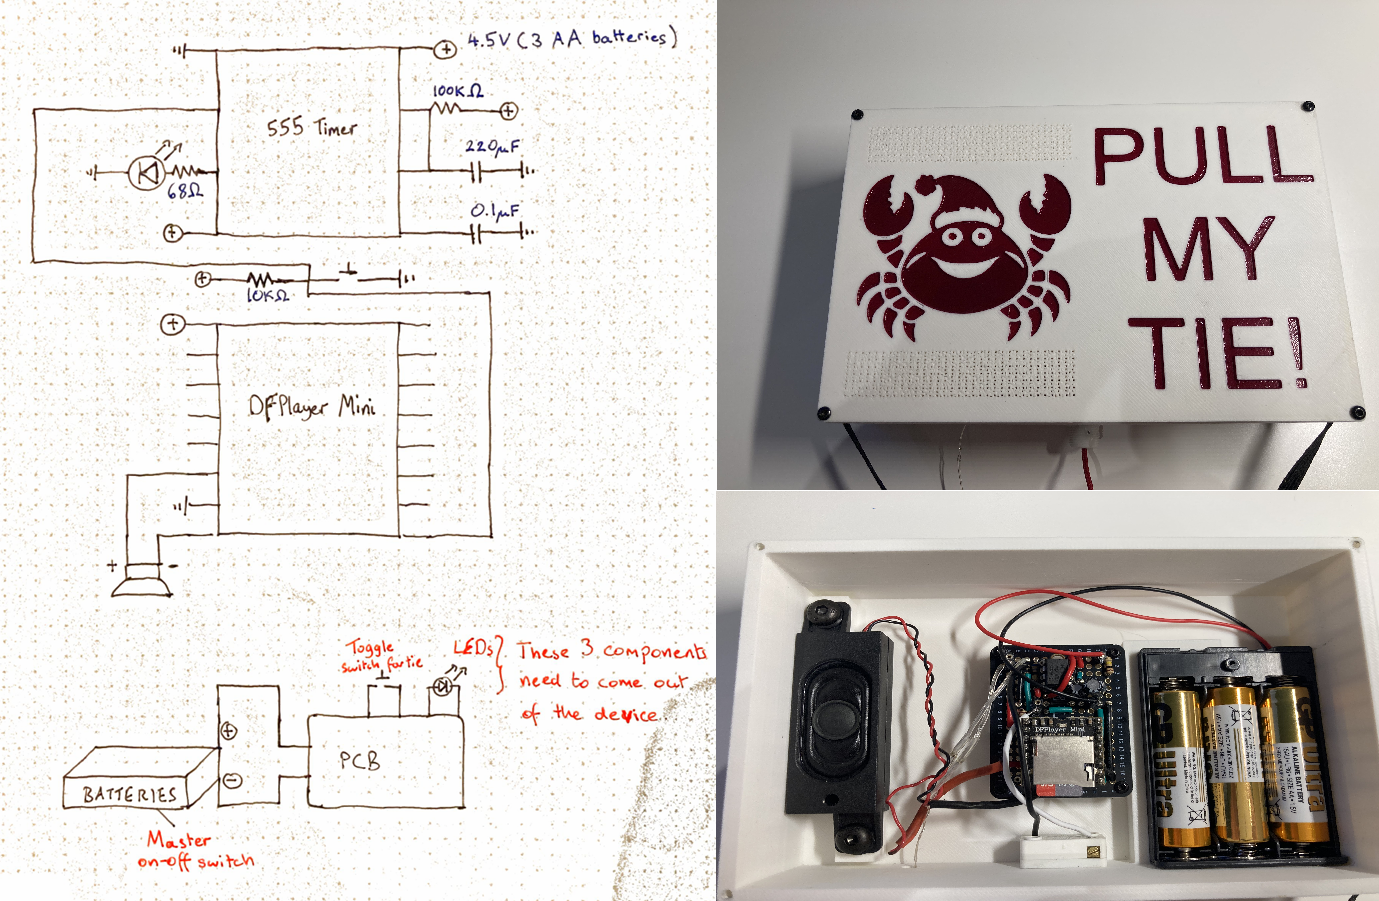 4.5V (3 AA batteries)
100KΩ
555 Timer
220μF
68Ω
0.1μF
10KΩ
DFPlayer Mini
+ -
Toggle
switch for tie
LEDs
These 3 components
need to come out
of the device
PCB
BATTERIES
Master
on-off switch
PULL
MY
TIE!
DFPlayer Mini
GP Ultra
ALKALINE BATTERY
GP Ultra
ALKALINE BATTERY